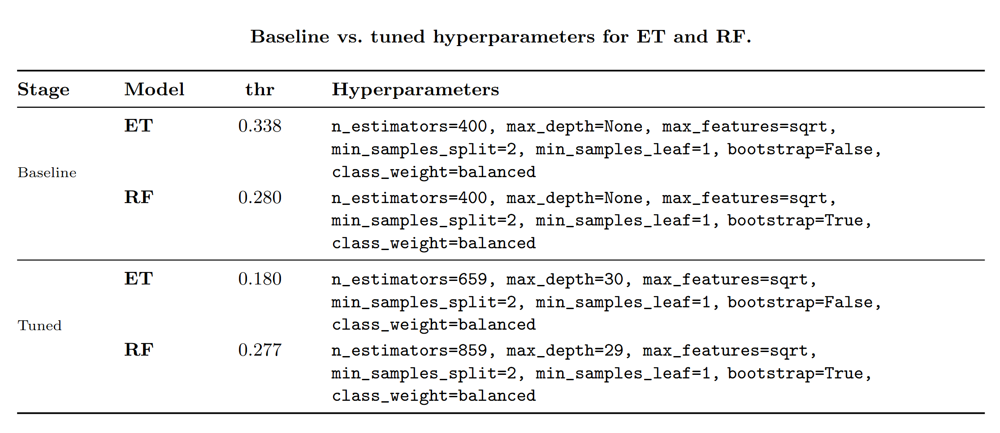 Baseline vs. tuned hyperparameters for ET and RF.
Stage Model thr Hyperparameters
ET 0.338 n_estimators=400, max_depth=None, max_features=sqrt,
min_samples_split=2, min_samples_leaf=1, bootstrap=False,
Baseline class_weight=balanced
RF 0.280 n_estimators=400, max_depth=None, max_features=sqrt,
min_samples_split=2, min_samples_leaf=1, bootstrap=True,
class_weight=balanced
ET 0.180 n_estimators=659, max_depth=30, max_features=sqrt,
min_samples_split=2, min_samples_leaf=1, bootstrap=False,
Tuned class_weight=balanced
RF 0.277 n_estimators=859, max_depth=29, max_features=sqrt,
min_samples_split=2, min_samples_leaf=1, bootstrap=True,
class_weight=balanced